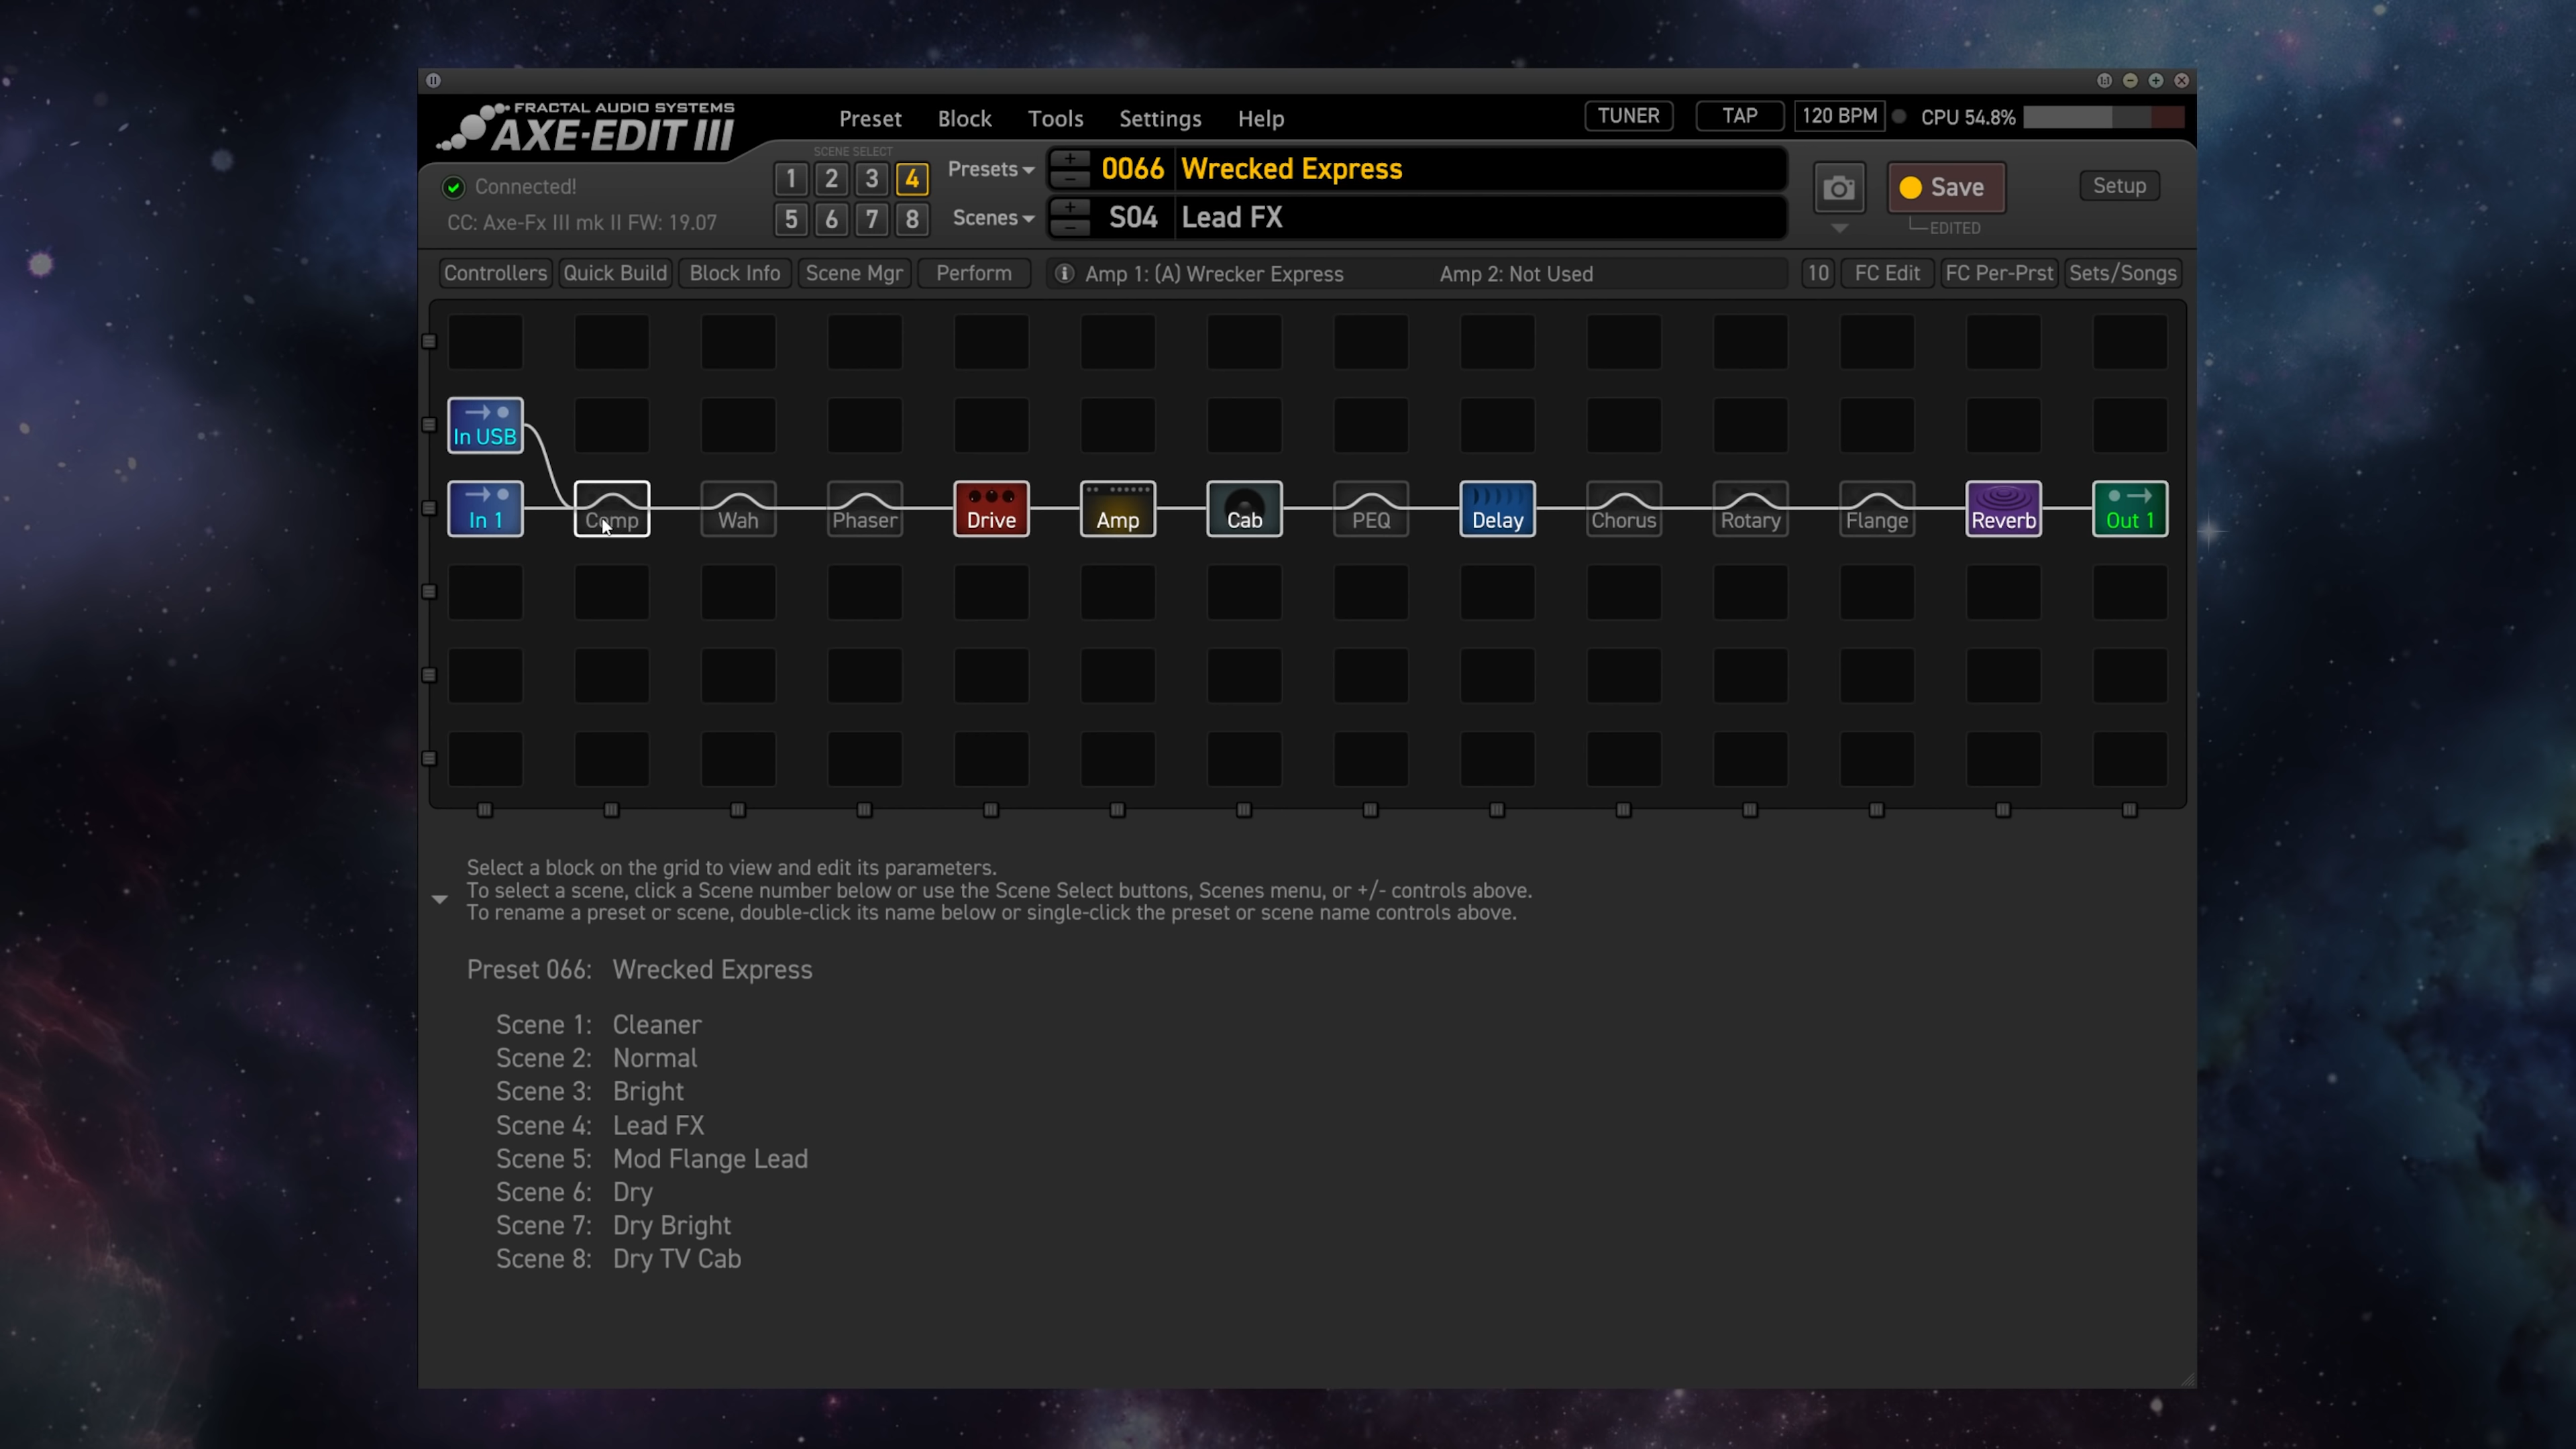 FRACTAL AUDIO SYSTEMS
AXE-EDIT III
Preset Block Tools Settings Help
TUNER TAP 120 BPM CPU 54.8%
SCENE SELECT
Connected!
CC: Axe-Fx III mk II FW: 19.07
1 2 3 4
5 6 7 8
Presets + − 0066 Wrecked Express
Scenes + − S04 Lead FX
Save
EDITED
Setup
Controllers Quick Build Block Info Scene Mgr Perform
Amp 1: (A) Wrecker Express Amp 2: Not Used
10 FC Edit FC Per-Prst Sets/Songs
In USB
In 1 Comp Wah Phaser Drive Amp Cab PEQ Delay Chorus Rotary Flange Reverb Out 1
Select a block on the grid to view and edit its parameters.
To select a scene, click a Scene number below or use the Scene Select buttons, Scenes menu, or +/- controls above.
To rename a preset or scene, double-click its name below or single-click the preset or scene name controls above.
Preset 066: Wrecked Express
Scene 1: Cleaner
Scene 2: Normal
Scene 3: Bright
Scene 4: Lead FX
Scene 5: Mod Flange Lead
Scene 6: Dry
Scene 7: Dry Bright
Scene 8: Dry TV Cab